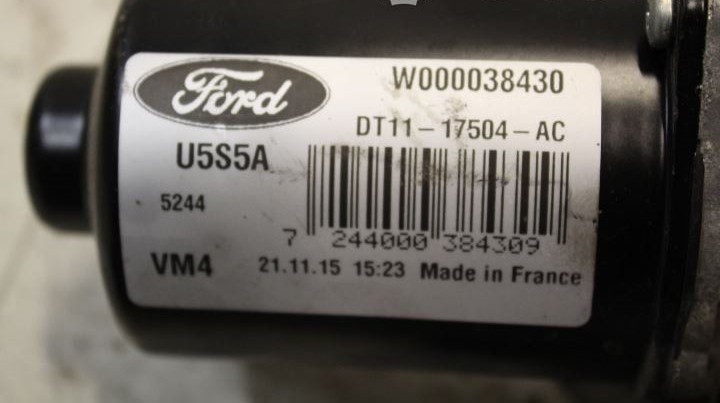 Ford
W000038430
DT11-17504-AC
U5S5A
5244
7 244000 384309
VM4
21.11.15 15:23 Made in France